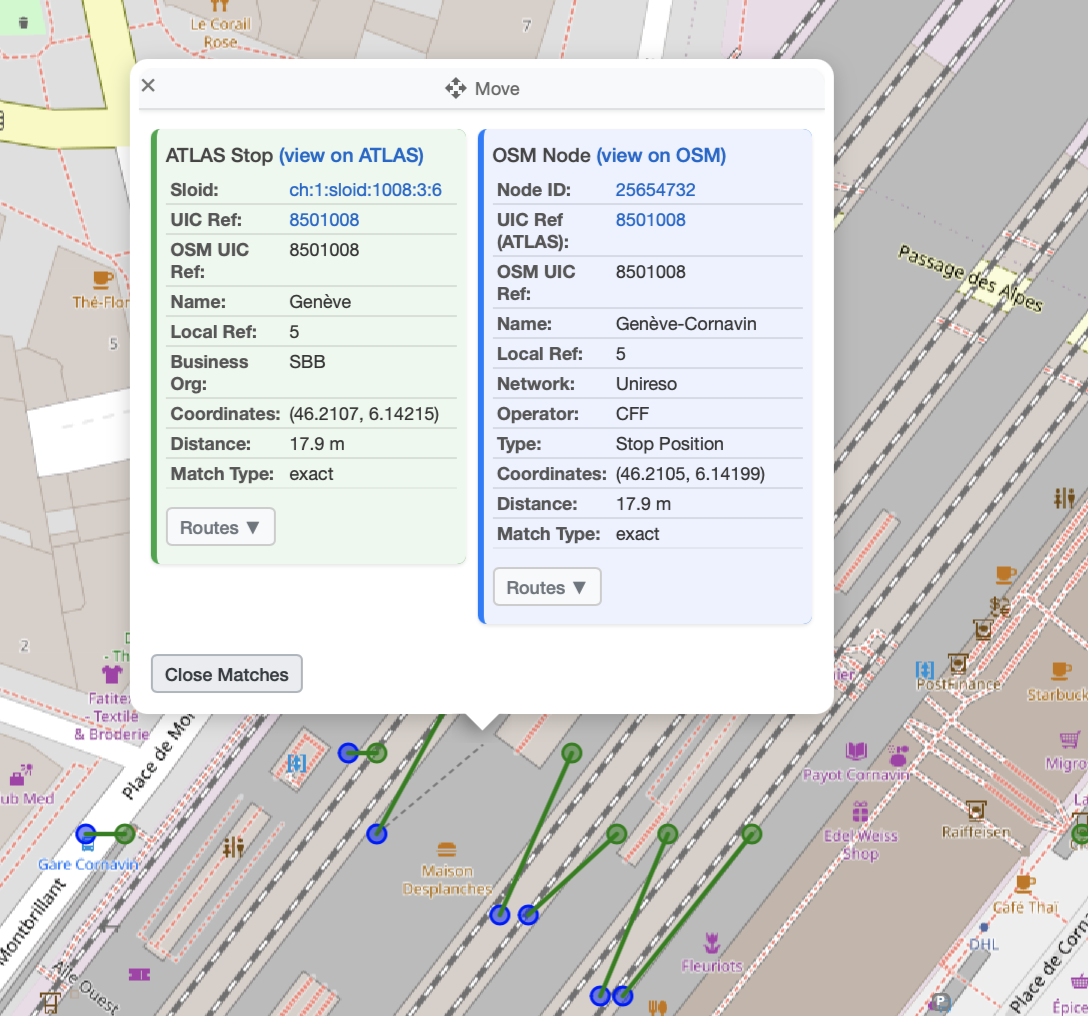 Le Corail
Rose
7
× Move
ATLAS Stop (view on ATLAS)
Sloid: ch:1:sloid:1008:3:6
UIC Ref: 8501008
OSM UIC
Ref: 8501008
Name: Genève
Local Ref: 5
Business
Org: SBB
Coordinates: (46.2107, 6.14215)
Distance: 17.9 m
Match Type: exact
Routes ▼
OSM Node (view on OSM)
Node ID: 25654732
UIC Ref
(ATLAS): 8501008
OSM UIC
Ref: 8501008
Name: Genève-Cornavin
Local Ref: 5
Network: Unireso
Operator: CFF
Type: Stop Position
Coordinates: (46.2105, 6.14199)
Distance: 17.9 m
Match Type: exact
Routes ▼
Close Matches
Passage des Alpes
Thé-Flor
5
2
- Th
Fatitex
Textile
& Broderie
Place de Mo
ub Med
Gare Cornavin
Montbrillant
Aile Ouest
Maison
Desplanches
Fleuriots
PostFinance
Starbuck
ier
Payot Cornavin
Migro
Edel-Weiss
Shop
Raiffeisen
La
Café Thaï
DHL
P
Place de Corn
Épice